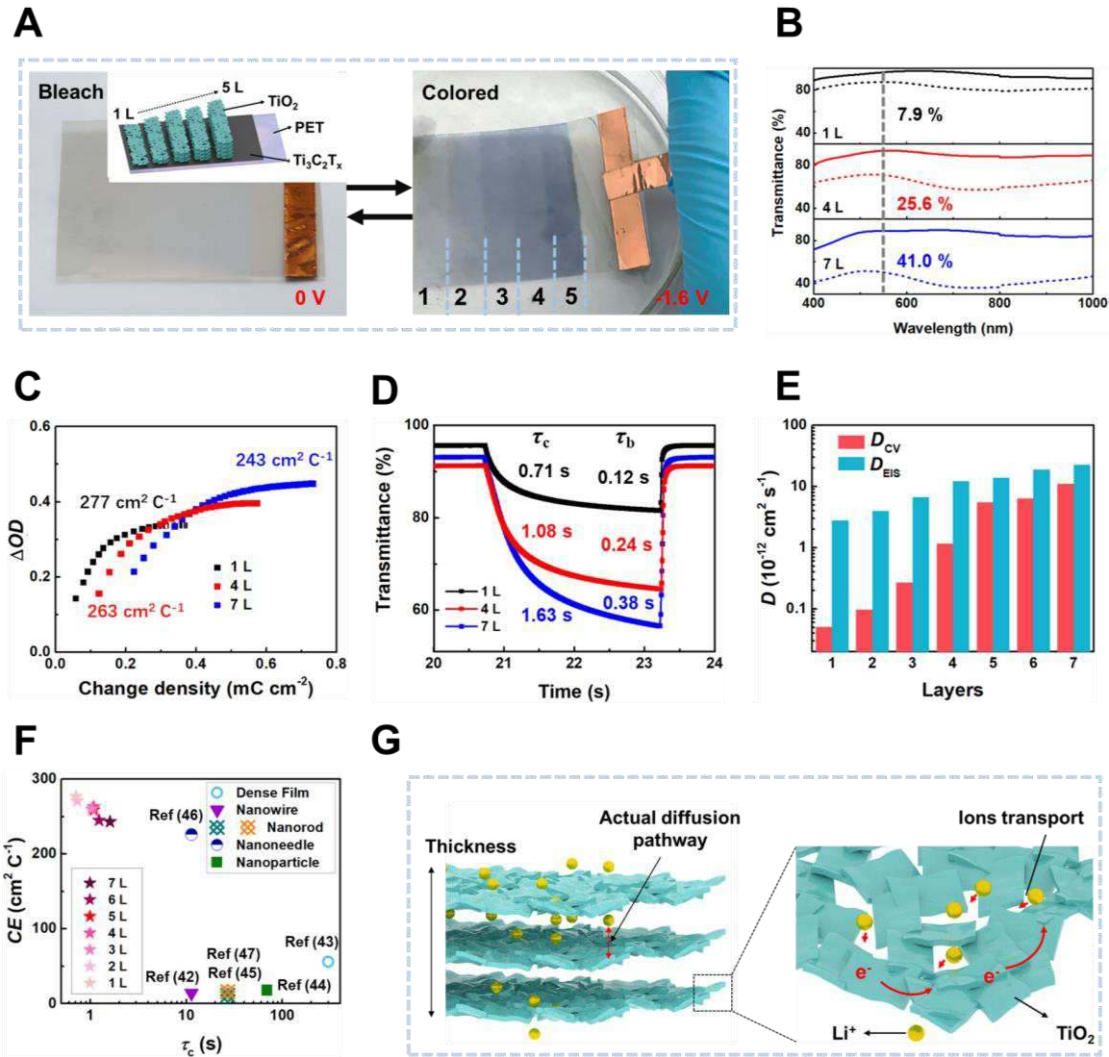 A
Bleach
1 L
5 L
TiO2
PET
Ti3C2Tx
0 V
Colored
1 2 3 4 5
-1.6 V
B
Transmittance (%)
80
40
80
40
80
40
1 L
7.9 %
4 L
25.6 %
7 L
41.0 %
400 600 800 1000
Wavelength (nm)
C
ΔOD
0.6
0.4
0.2
0.0
243 cm2 C-1
277 cm2 C-1
263 cm2 C-1
1 L
4 L
7 L
0.0 0.2 0.4 0.6 0.8
Change density (mC cm-2)
D
Transmittance (%)
100
90
80
70
60
τc τb
0.71 s 0.12 s
1.08 s 0.24 s
1.63 s 0.38 s
1 L
4 L
7 L
20 21 22 23 24
Time (s)
E
D (10-12 cm2 s-1)
100
10
1
0.1
DCV
DEIS
1 2 3 4 5 6 7
Layers
F
CE (cm2 C-1)
300
200
100
0
Dense Film
Nanowire
Nanorod
Nanoneedle
Nanoparticle
Ref (46)
7 L
6 L
5 L
4 L
3 L
2 L
1 L
Ref (43)
Ref (47)
Ref (42)
Ref (45)
Ref (44)
1 10 100
τc (s)
G
Thickness
Actual diffusion
pathway
Ions transport
e-
e-
Li+
TiO2